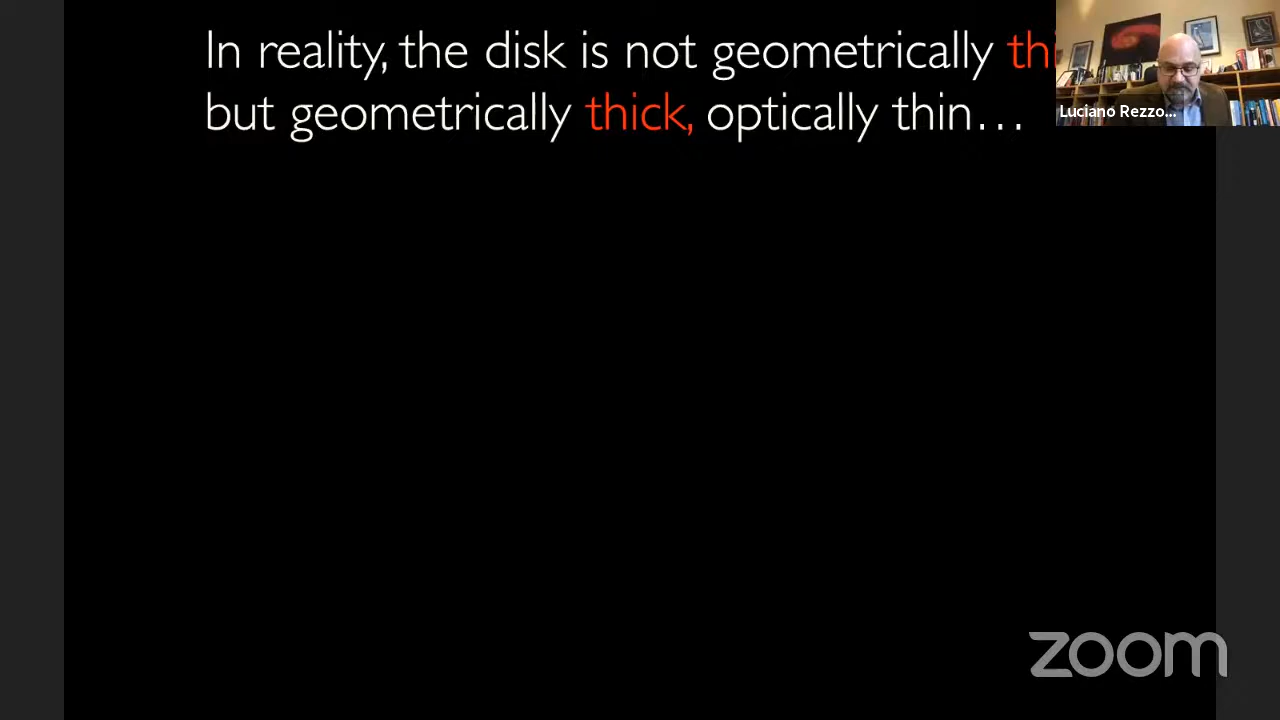 In reality, the disk is not geometrically
but geometrically thick, optically thin…
Luciano Rezzo...
zoom